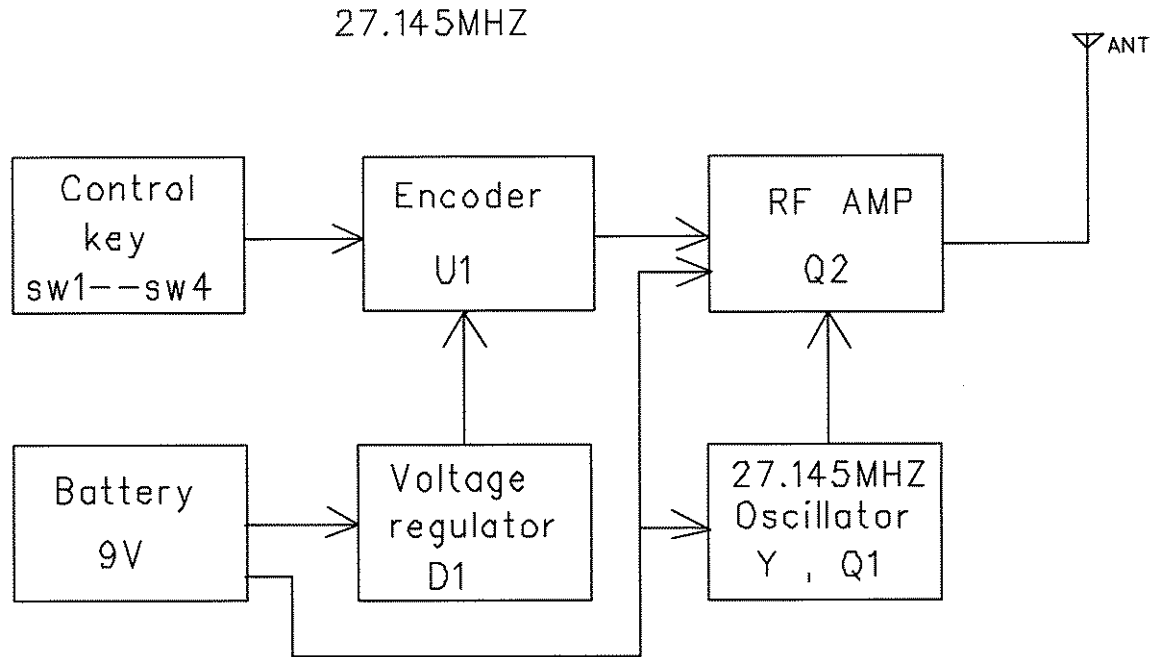 27.145MHZ
ANT
Control
key
sw1--sw4
Encoder
U1
RF AMP
Q2
Battery
9V
Voltage
regulator
D1
27.145MHZ
Oscillator
Y , Q1